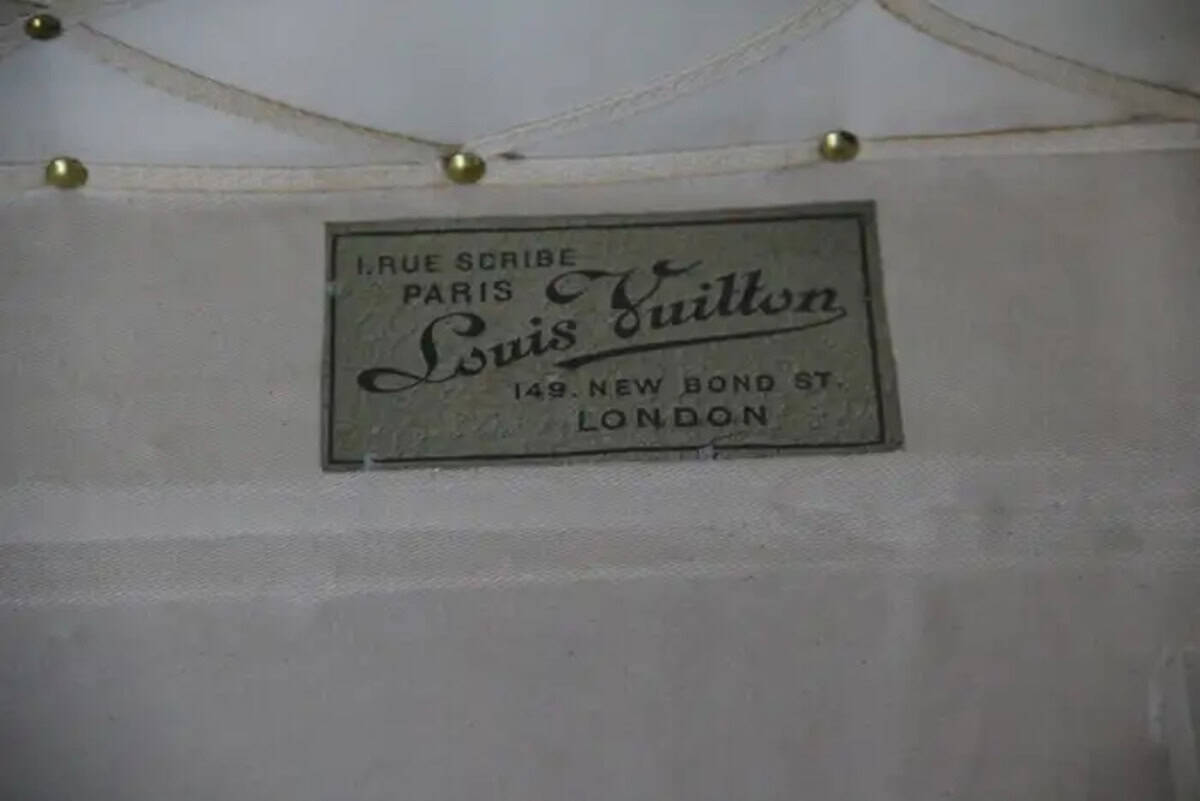 1. RUE SCRIBE
PARIS
Louis Vuitton
149. NEW BOND ST.
LONDON